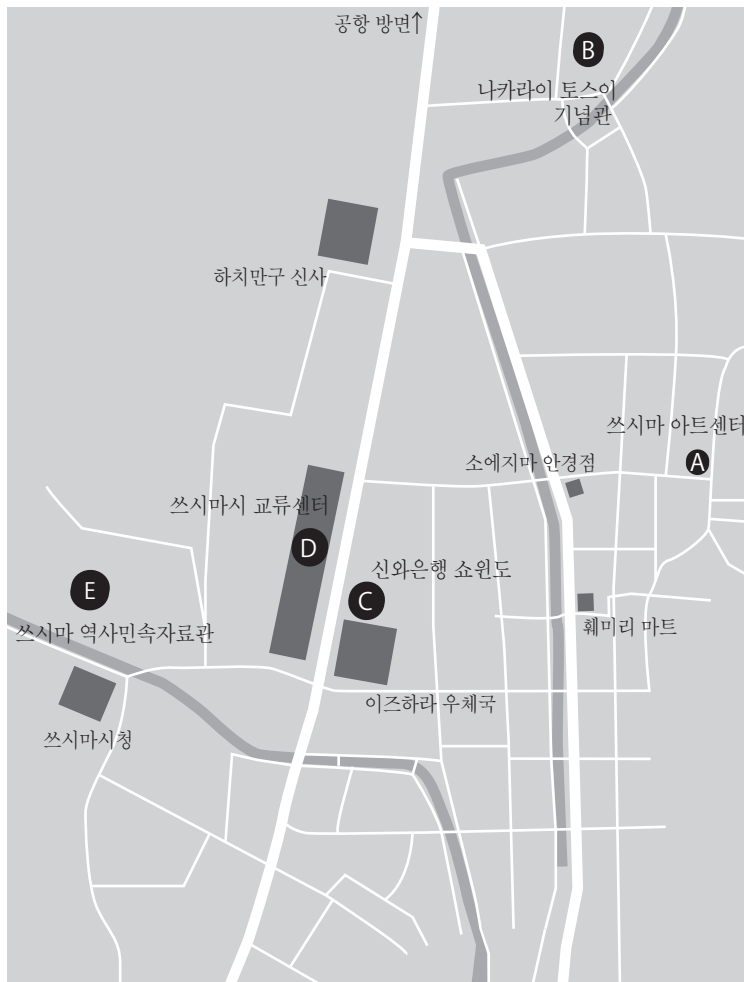 공항 방면↑
B
나카라이 토스이
기념관
하치만구 신사
쓰시마 아트센터
A
소에지마 안경점
쓰시마시 교류센터
D
신와은행 쇼윈도
C
E
쓰시마 역사민속자료관
훼미리 마트
이즈하라 우체국
쓰시마시청